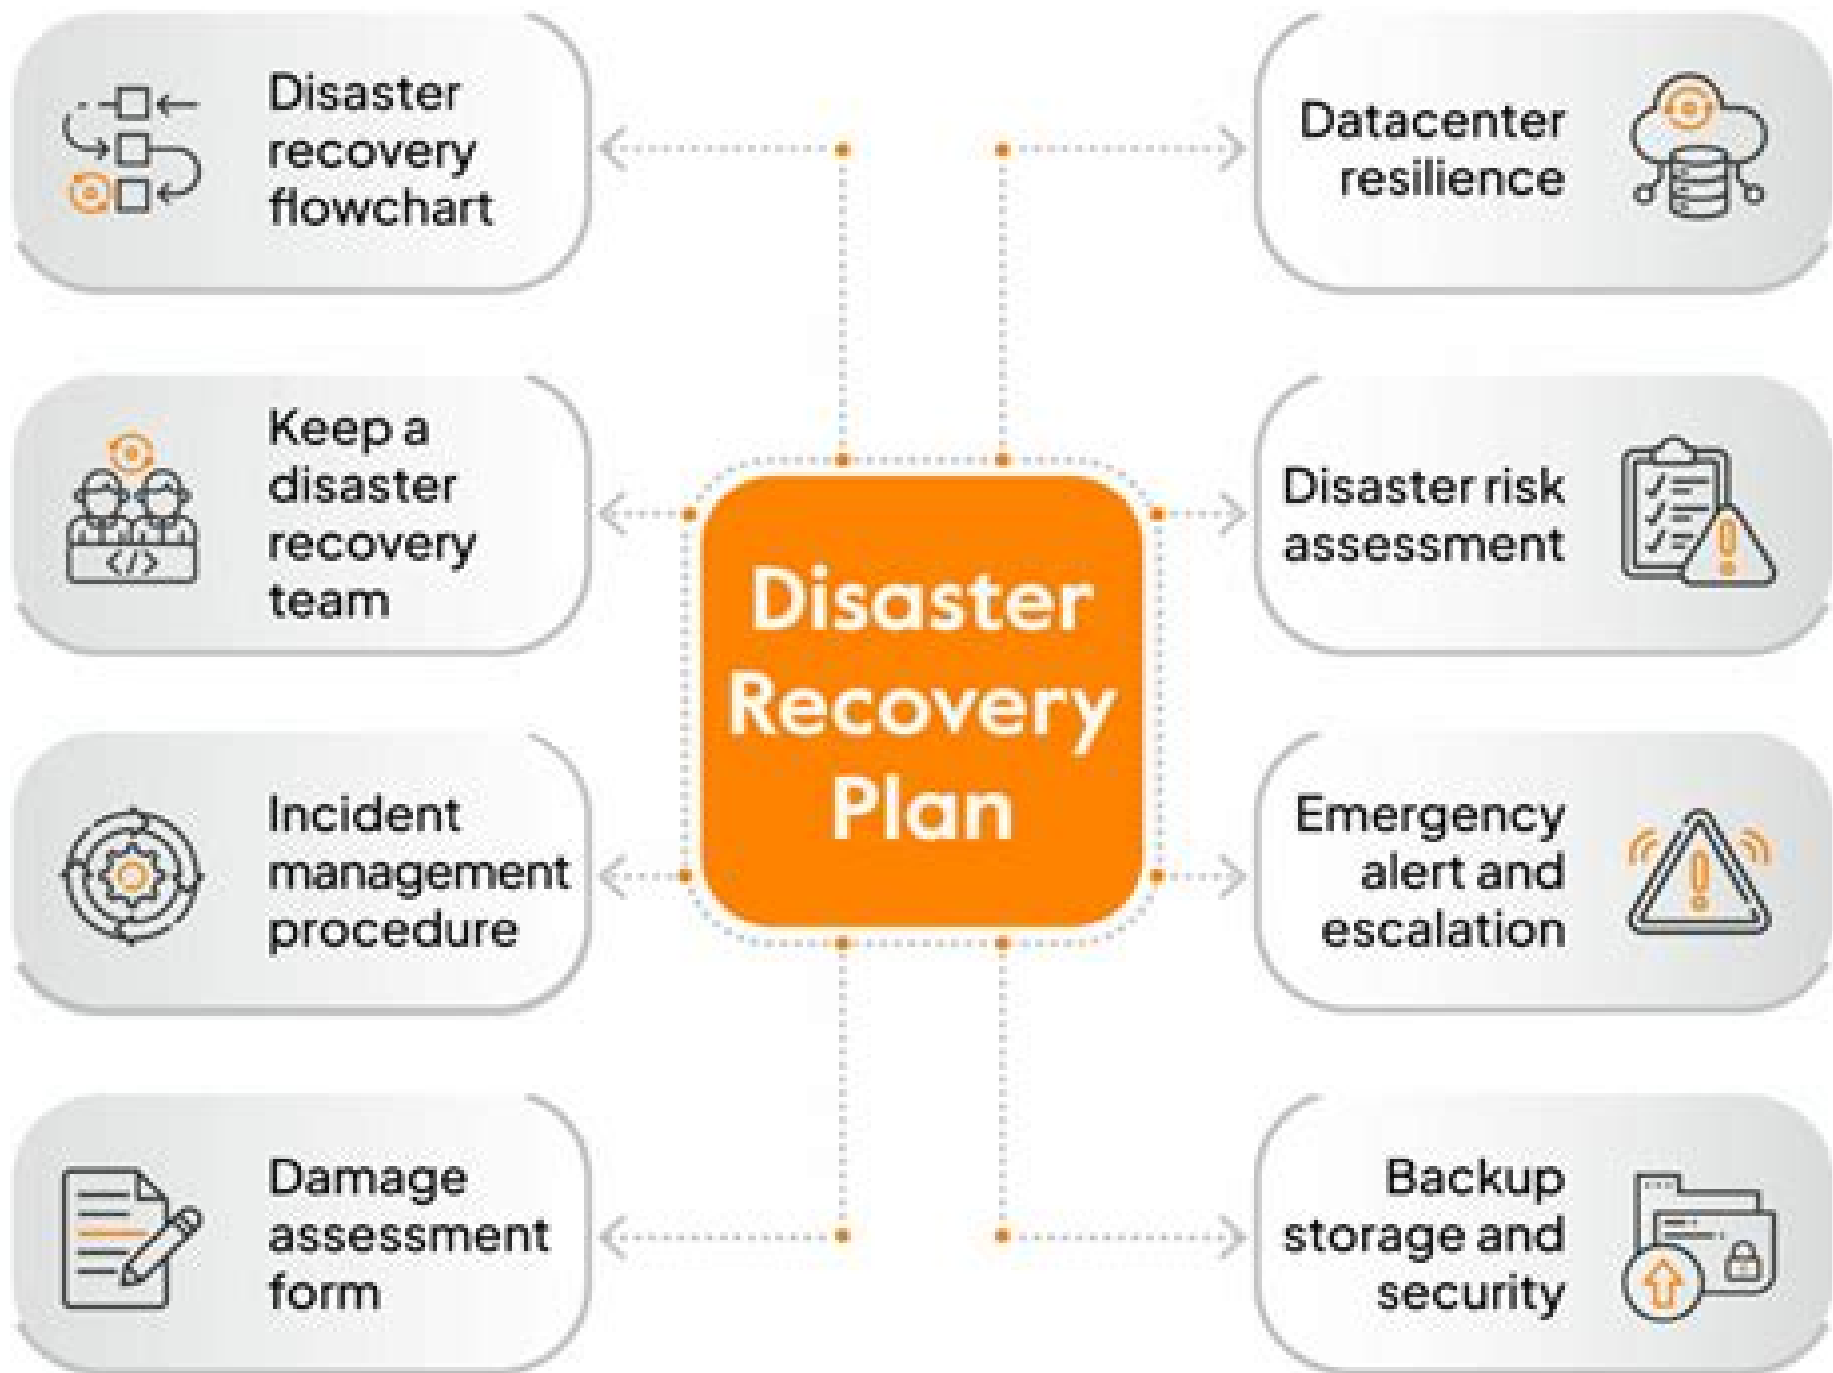 Disaster
recovery
flowchart
Keep a
disaster
recovery
team
Incident
management
procedure
Damage
assessment
form
Disaster
Recovery
Plan
Datacenter
resilience
Disaster risk
assessment
Emergency
alert and
escalation
Backup
storage and
security